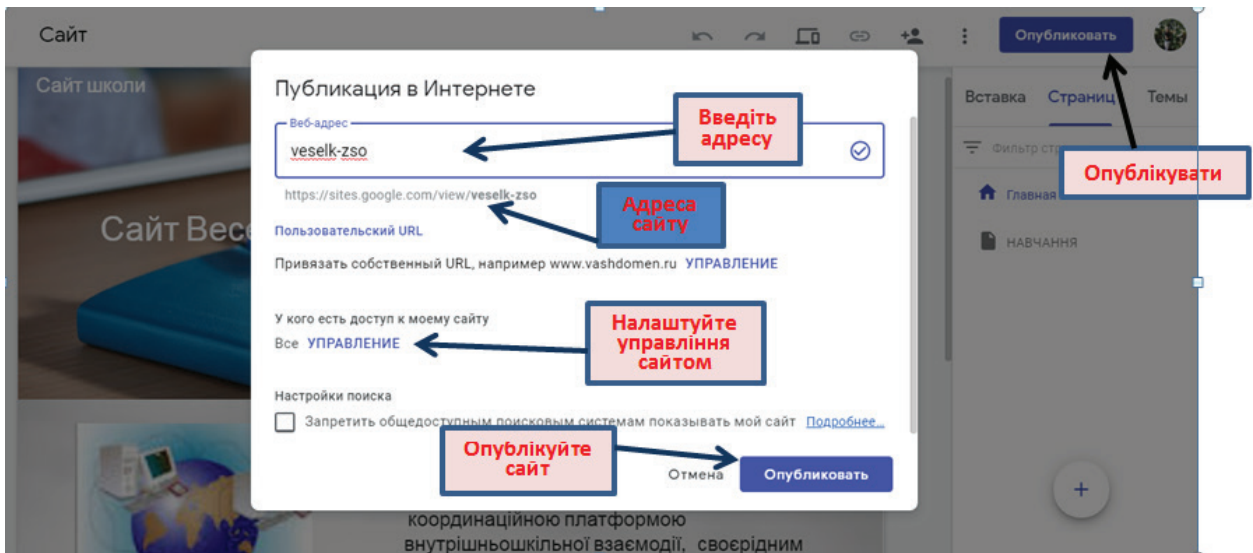 Сайт
Опубликовать
Сайт школи
Сайт Весе
Вставка Страниц Темы
Фильтр
Опублікувати
Главная
НАВЧАННЯ
Публикация в Интернете
Веб-адрес
veselk-zso
Введіть
адресу
https://sites.google.com/view/veselk-zso
Адреса
сайту
Пользовательский URL
Привязать собственный URL, например www.vashdomen.ru УПРАВЛЕНИЕ
У кого есть доступ к моему сайту
Все УПРАВЛЕНИЕ
Налаштуйте
управління
сайтом
Настройки поиска
Запретить общедоступным поисковым системам показывать мой сайт Подробнее...
Опублікуйте
сайт
Отмена Опубликовать
координаційною платформою
внутрішньошкільної взаємодії, своєрідним